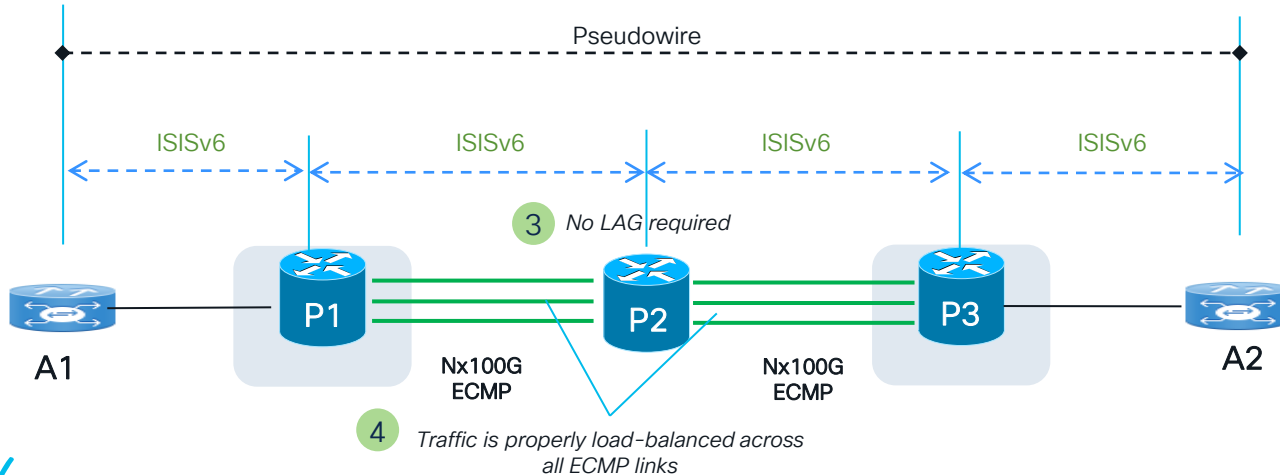 Pseudowire
ISISv6
ISISv6
ISISv6
ISISv6
3
No LAG required
P1
P2
P3
A1
A2
Nx100G
ECMP
Nx100G
ECMP
4
Traffic is properly load-balanced across
all ECMP links